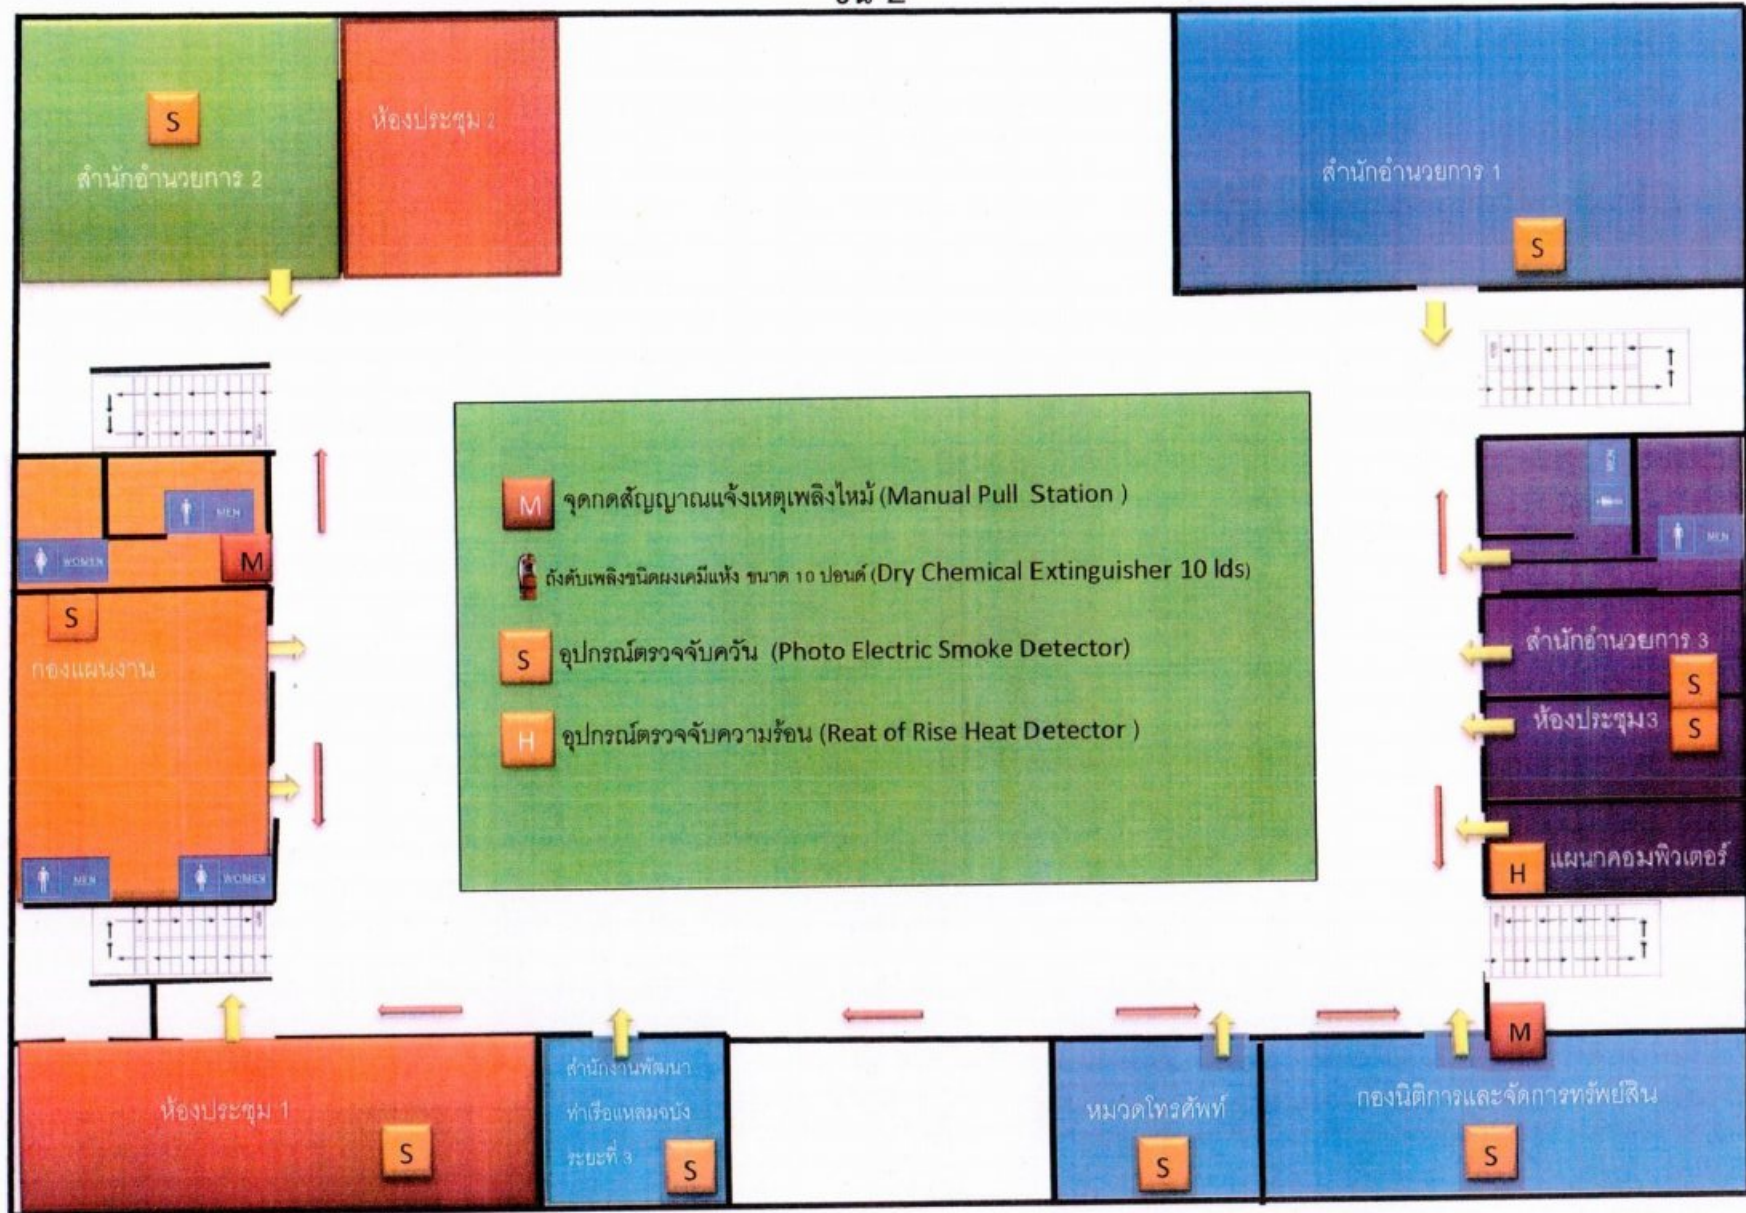 S
ห้องประชุม 2
สำนักอำนวยการ 2
สำนักอำนวยการ 1
S
M จุดกดสัญญาณแจ้งเหตุเพลิงไหม้ (Manual Pull Station )
ถังดับเพลิงชนิดผงเคมีแห้ง ขนาด 10 ปอนด์ (Dry Chemical Extinguisher 10 lds)
S อุปกรณ์ตรวจจับควัน (Photo Electric Smoke Detector)
H อุปกรณ์ตรวจจับความร้อน (Reat of Rise Heat Detector )
MEN
WOMEN
M
S
กองแผนงาน
MEN
WOMEN
MEN
MEN
สำนักอำนวยการ 3
S
ห้องประชุม3
S
แผนกคอมพิวเตอร์
H
M
ห้องประชุม 1
S
สำนักงานพัฒนา
ท่าเรือแหลมฉบัง
ระยะที่ 3
S
หมวดโทรศัพท์
S
กองนิติการและจัดการทรัพย์สิน
S